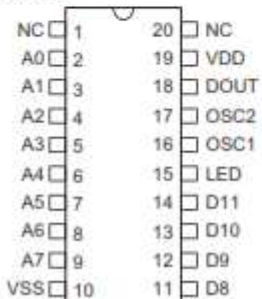 NC 1 20 NC
A0 2 19 VDD
A1 3 18 DOUT
A2 4 17 OSC2
A3 5 16 OSC1
A4 6 15 LED
A5 7 14 D11
A6 8 13 D10
A7 9 12 D9
VSS 10 11 D8